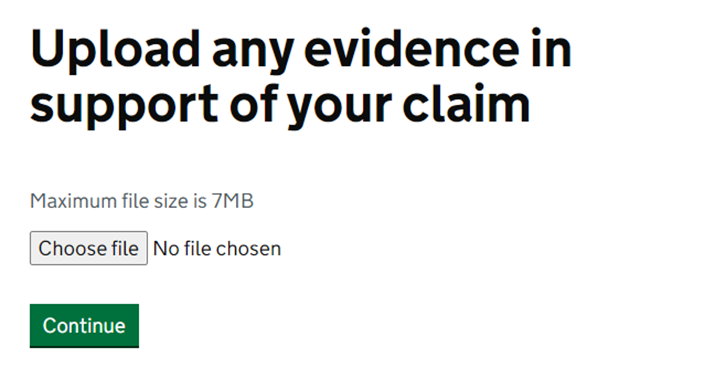 Upload any evidence in
support of your claim
Maximum file size is 7MB
Choose file No file chosen
Continue